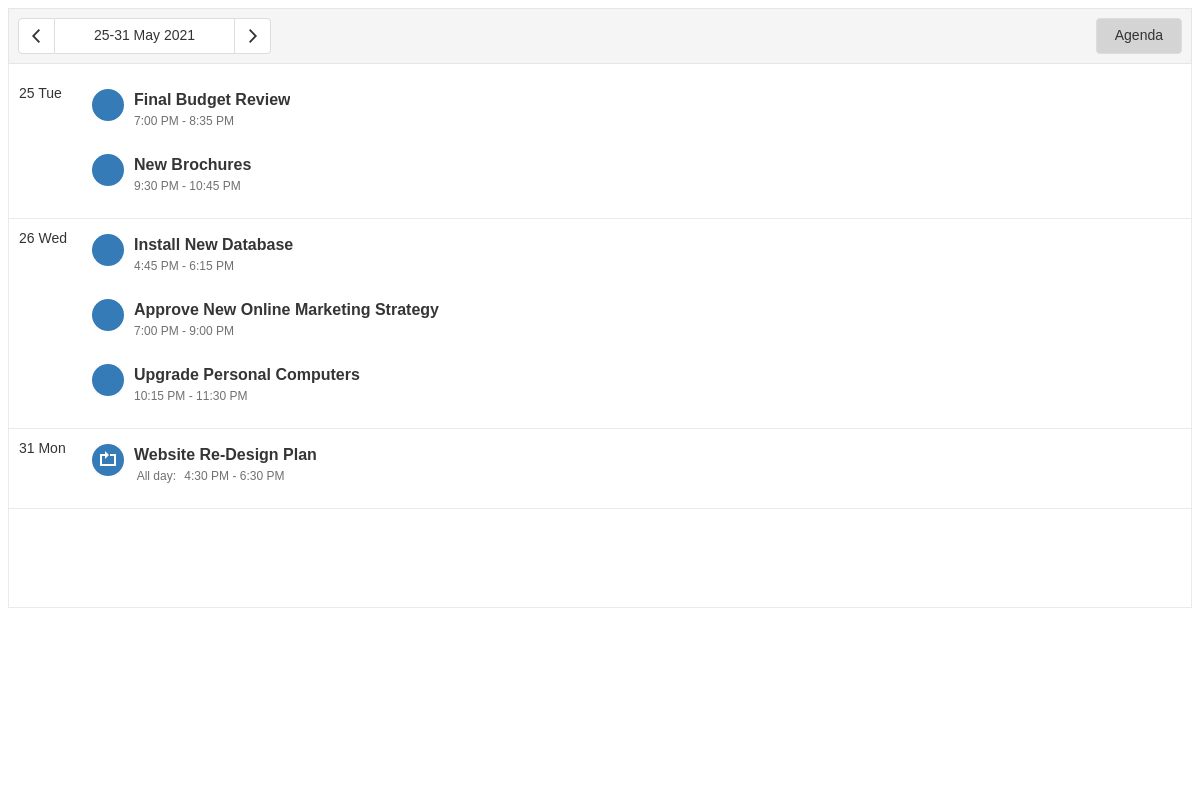 25-31 May 2021
Agenda
25 Tue
Final Budget Review
7:00 PM - 8:35 PM
New Brochures
9:30 PM - 10:45 PM
26 Wed
Install New Database
4:45 PM - 6:15 PM
Approve New Online Marketing Strategy
7:00 PM - 9:00 PM
Upgrade Personal Computers
10:15 PM - 11:30 PM
31 Mon
Website Re-Design Plan
All day: 4:30 PM - 6:30 PM